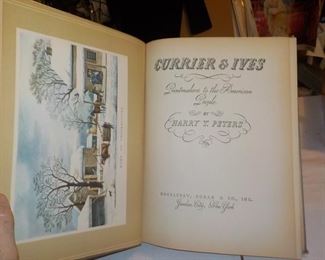 CURRIER & IVES
Printmakers to the American
People
BY
HARRY T. PETERS
DOUBLEDAY, DORAN & CO., INC.
Garden City, New York